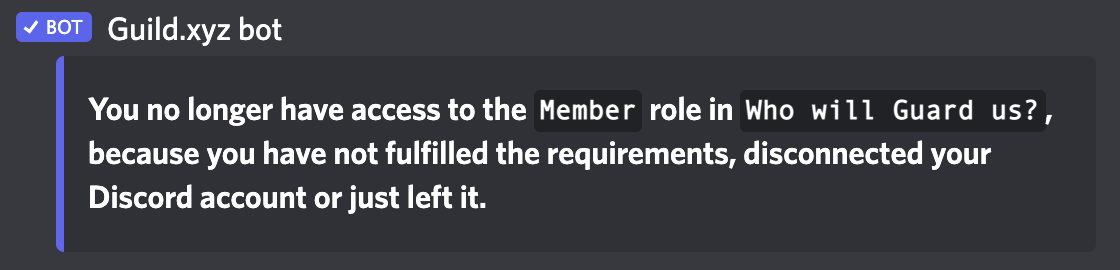 ✓ BOT Guild.xyz bot
You no longer have access to the Member role in Who will Guard us?,
because you have not fulfilled the requirements, disconnected your
Discord account or just left it.